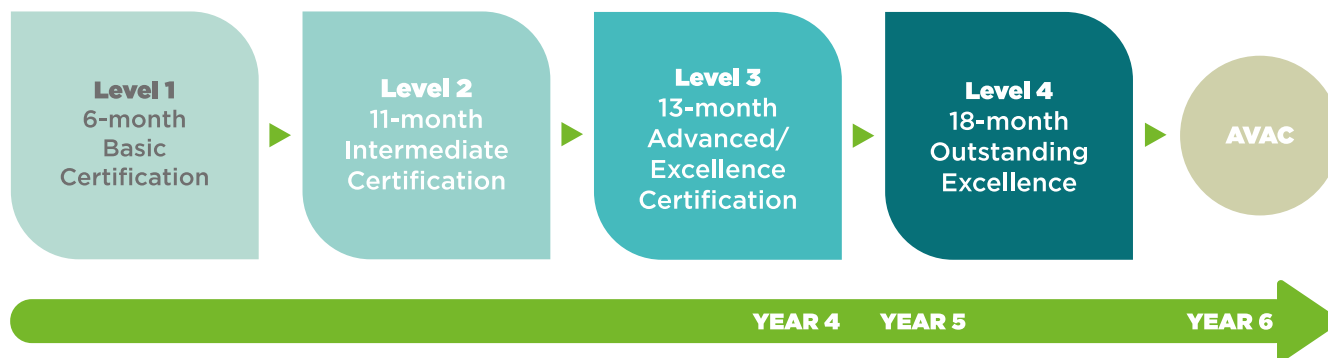 Level 1
6-month
Basic
Certification
Level 2
11-month
Intermediate
Certification
Level 3
13-month
Advanced/
Excellence
Certification
Level 4
18-month
Outstanding
Excellence
AVAC
YEAR 4
YEAR 5
YEAR 6